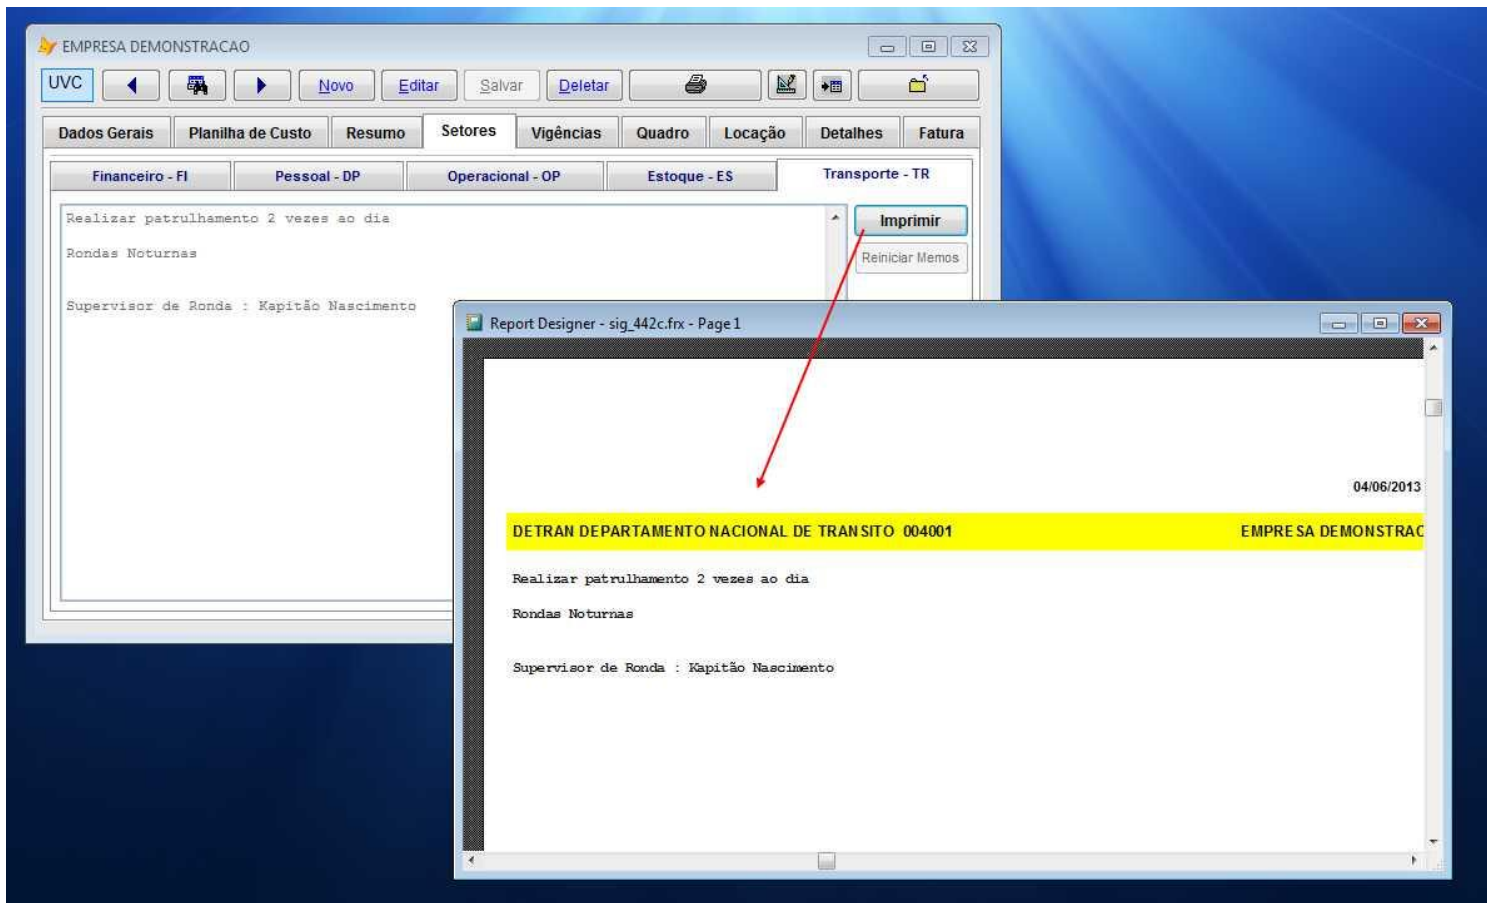 EMPRESA DEMONSTRACAO
UVC Novo Editar Salvar Deletar
Dados Gerais Planilha de Custo Resumo Setores Vigências Quadro Locação Detalhes Fatura
Financeiro - FI Pessoal - DP Operacional - OP Estoque - ES Transporte - TR
Realizar patrulhamento 2 vezes ao dia
Imprimir
Rondas Noturnas
Reiniciar Memos
Supervisor de Ronda : Kapitão Nascimento
Report Designer - sig_442c.frx - Page 1
04/06/2013
DETRAN DEPARTAMENTO NACIONAL DE TRANSITO 004001 EMPRESA DEMONSTRAC
Realizar patrulhamento 2 vezes ao dia
Rondas Noturnas
Supervisor de Ronda : Kapitão Nascimento